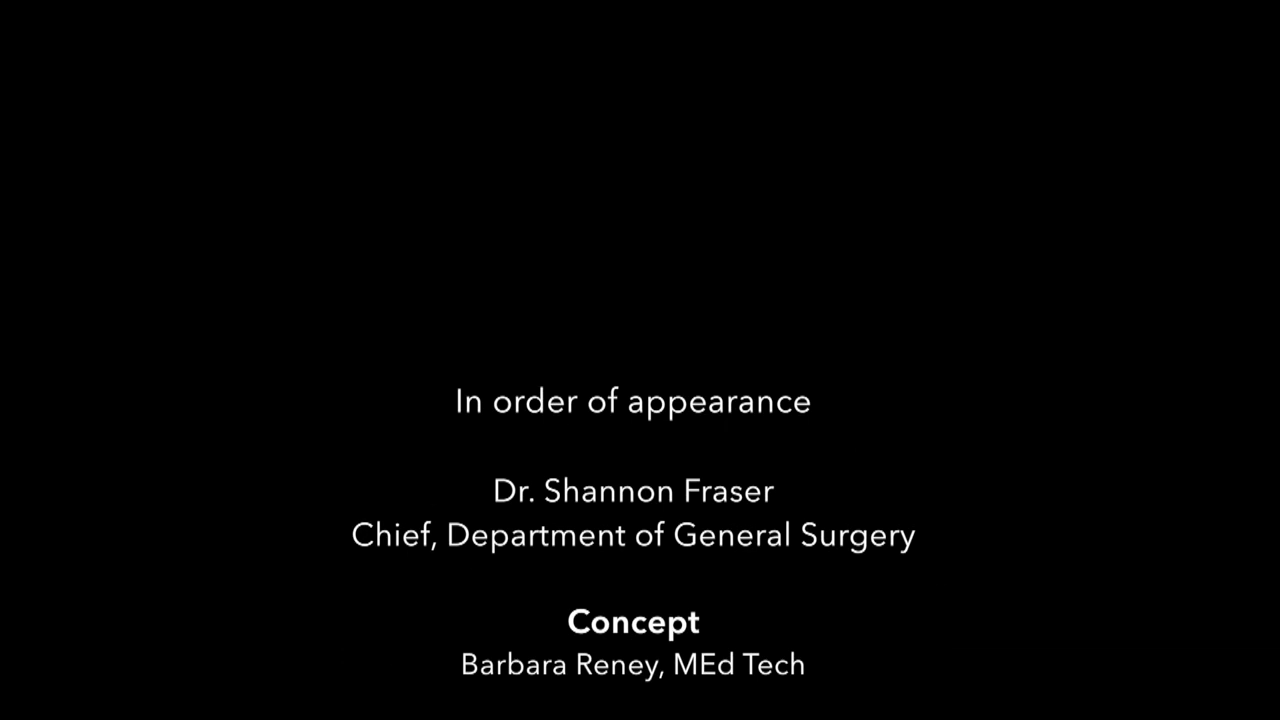 In order of appearance
Dr. Shannon Fraser
Chief, Department of General Surgery
Concept
Barbara Reney, MEd Tech